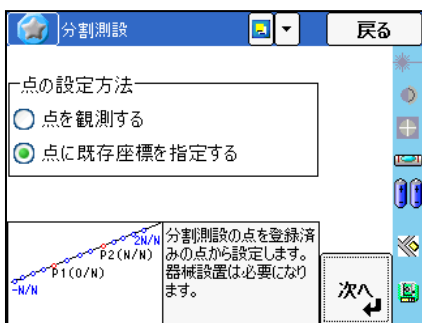 分割測設
戻る
点の設定方法
点を観測する
点に既存座標を指定する
2N/N
P2(N/N)
P1(0/N)
-N/N
分割測設の点を登録済
みの点から設定します。
器械設置は必要になり
ます。
次へ